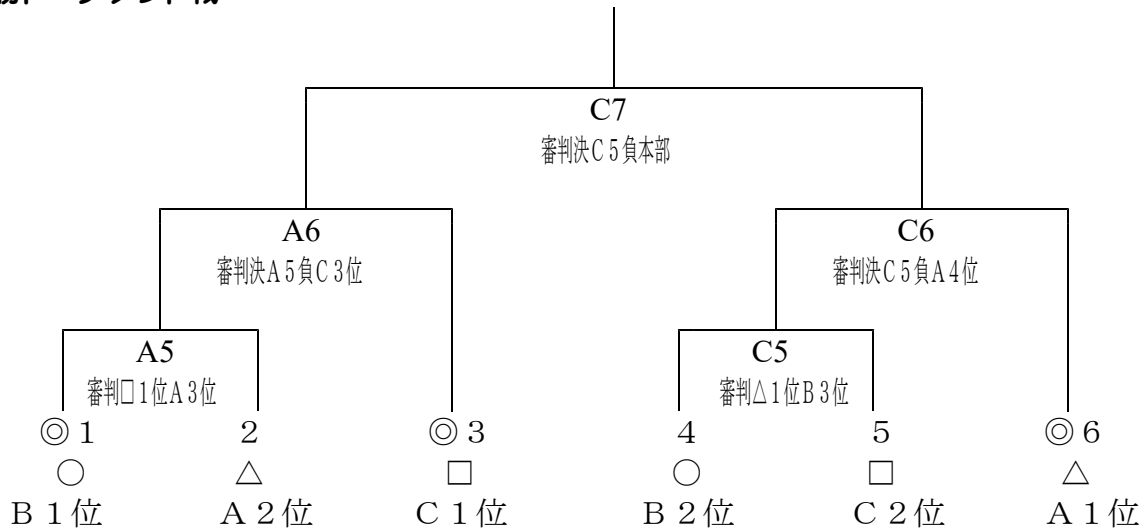 C7
審判決C5負本部
A6
審判決A5負C3位
C6
審判決C5負A4位
A5
審判□1位A3位
C5
審判△1位B3位
◎1 2 ◎3 4 5 ◎6
○ △ □ ○ □ △
B1位 A2位 C1位 B2位 C2位 A1位